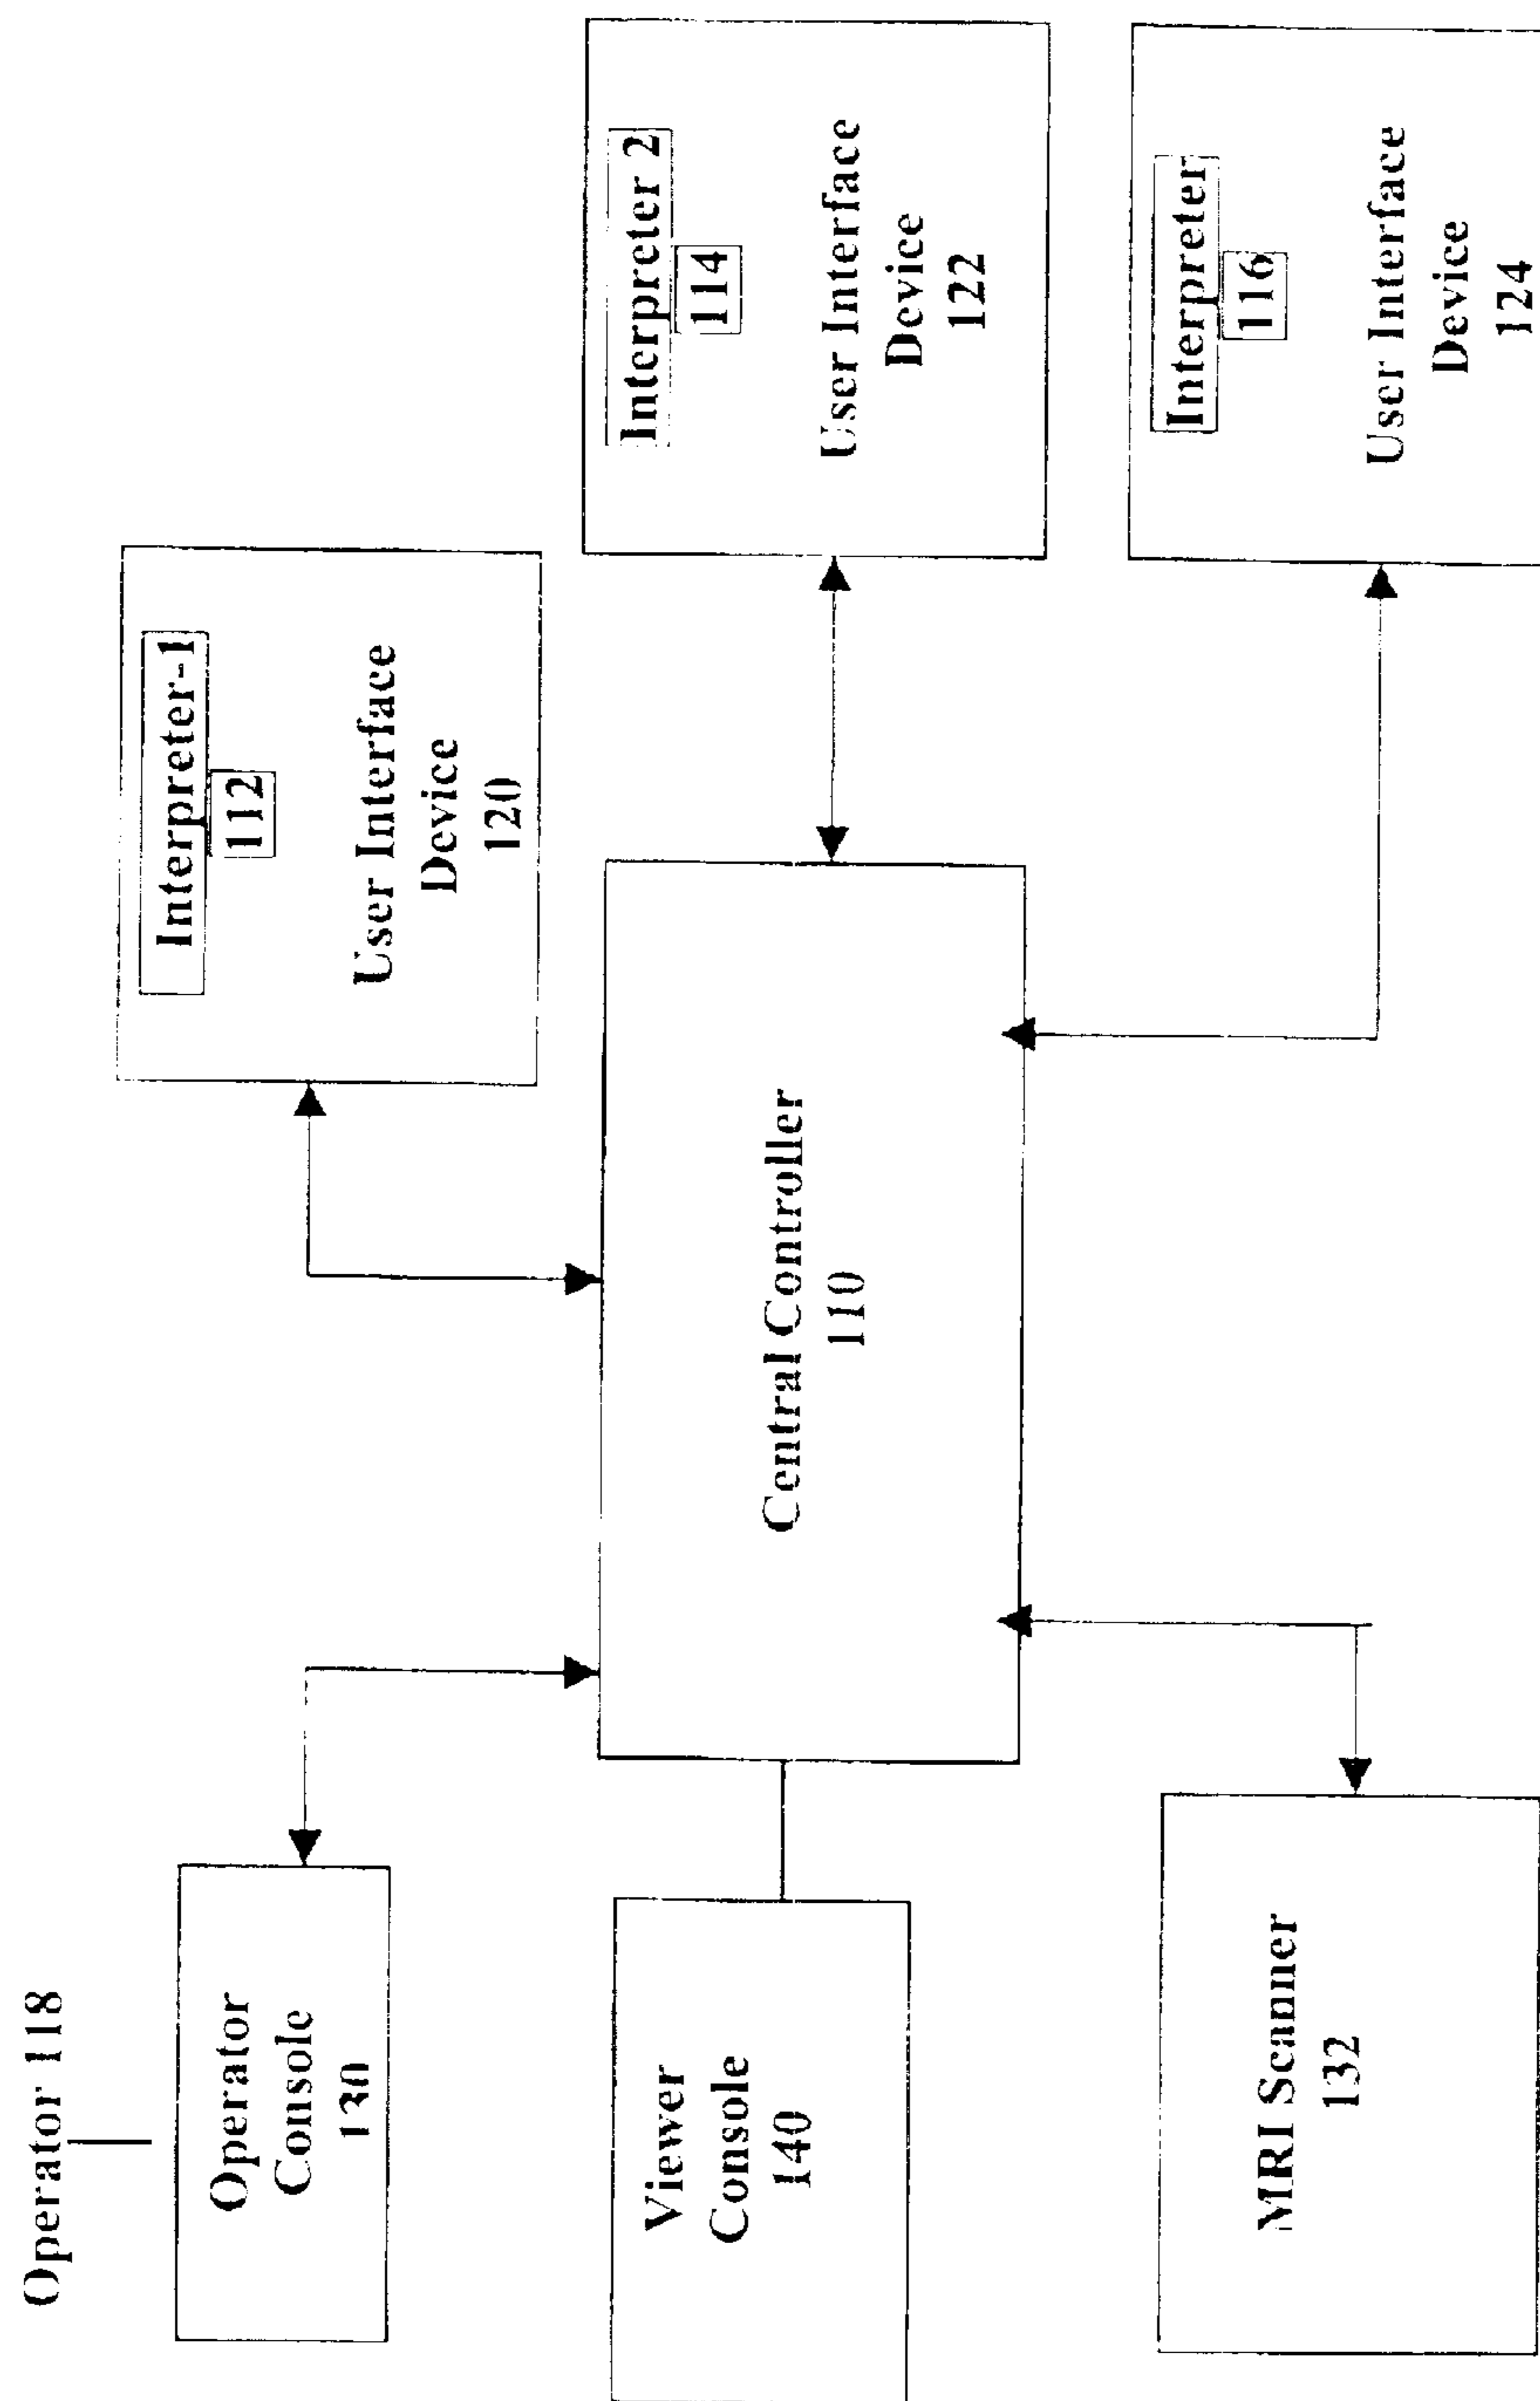 Operator 118
Operator
Console
130
Viewer
Console
140
MRI Scanner
132
Central Controller
110
Interpreter-1
112
User Interface
Device
120
Interpreter 2
114
User Interface
Device
122
Interpreter
116
User Interface
Device
124